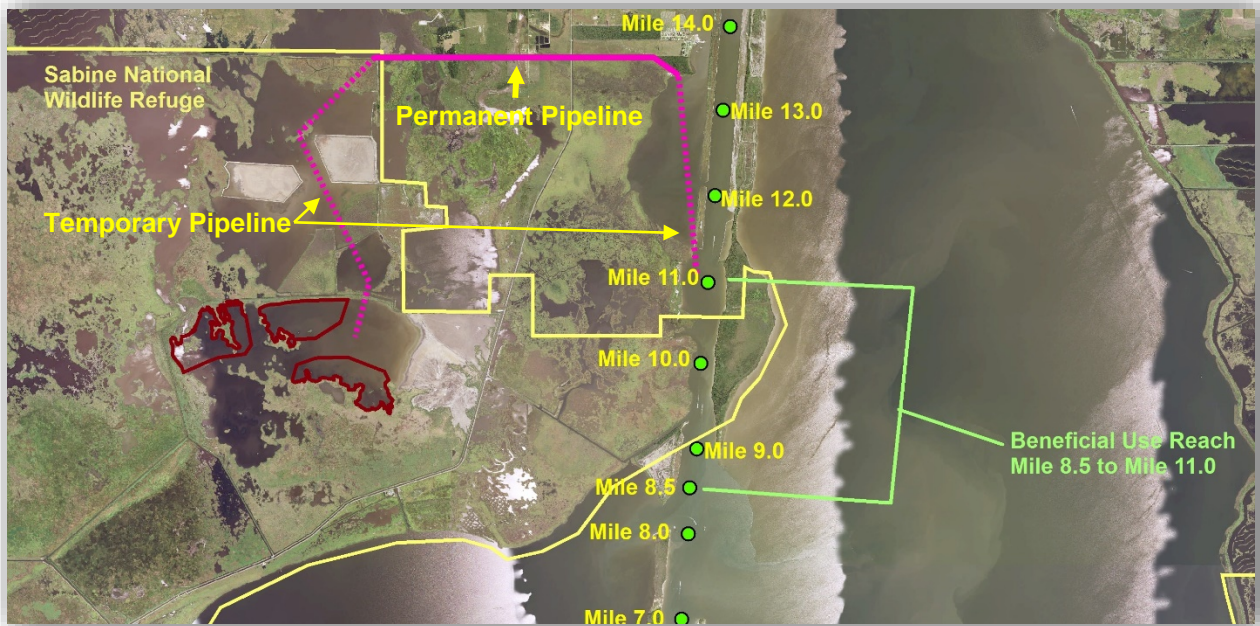 Mile 14.0
Sabine National
Wildlife Refuge
Permanent Pipeline
Mile 13.0
Mile 12.0
Temporary Pipeline
Mile 11.0
Mile 10.0
Beneficial Use Reach
Mile 8.5 to Mile 11.0
Mile 9.0
Mile 8.5
Mile 8.0
Mile 7.0